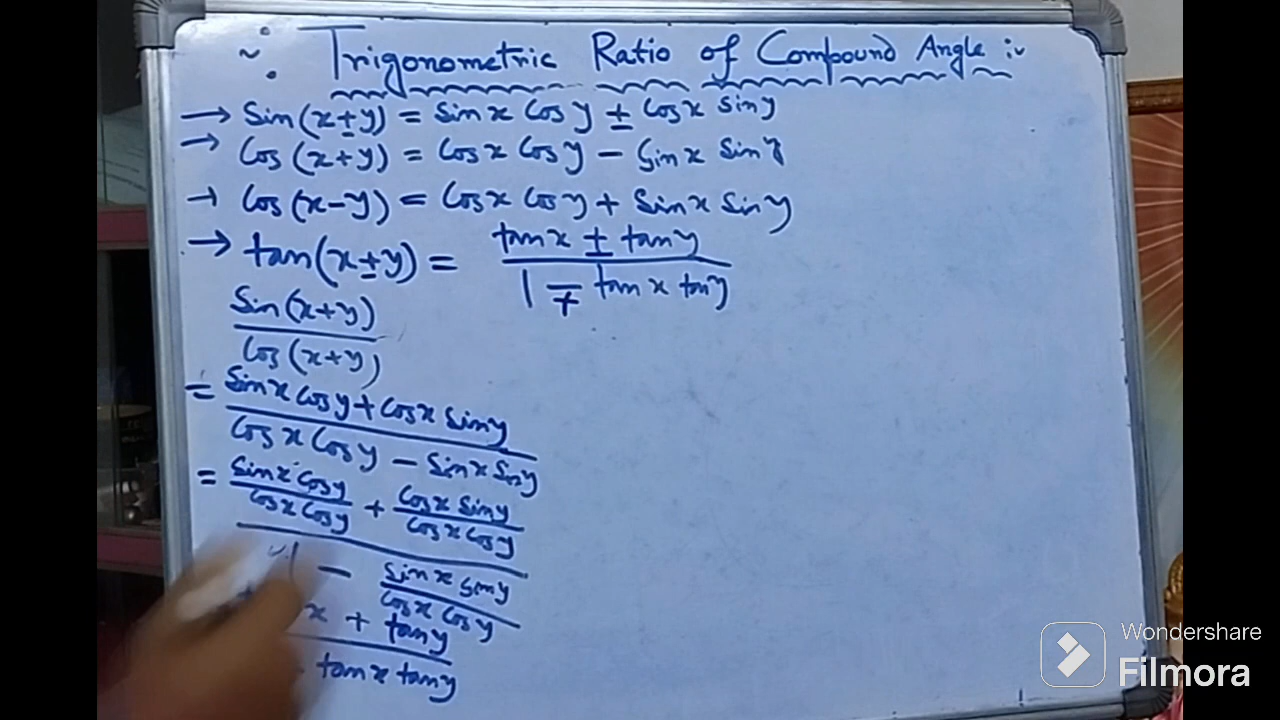 ∵ Trigonometric Ratio of Compound Angle :~
→ Sin(x±y) = Sin x Cos y ± Cos x Sin y
→ Cos(x+y) = Cos x Cos y − Sin x Sin y
→ Cos(x−y) = Cos x Cos y + Sin x Sin y
→ tan(x±y) = tan x ± tan y
1 ∓ tan x tan y
Sin(x+y)
Cos(x+y)
= Sin x Cos y + Cos x Sin y
Cos x Cos y − Sin x Sin y
= Sin x Cos y + Cos x Sin y
Cos x Cos y Cos x Cos y
1 − Sin x Sin y
Cos x Cos y
x + tan y
tan x tan y
Wondershare
Filmora